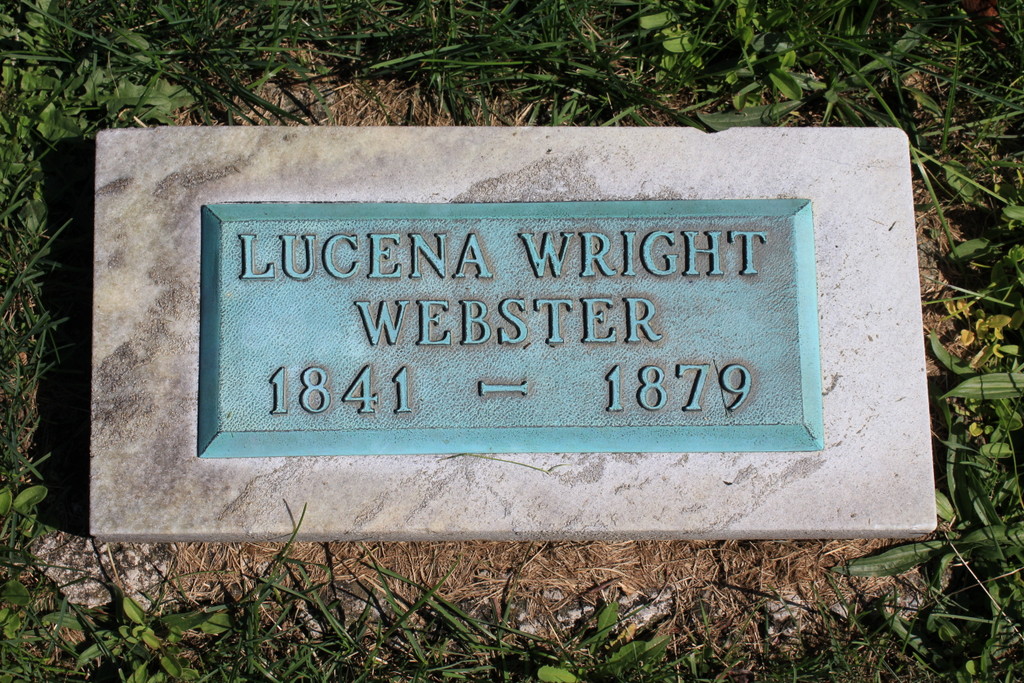 LUCENA WRIGHT
WEBSTER
1841 – 1879